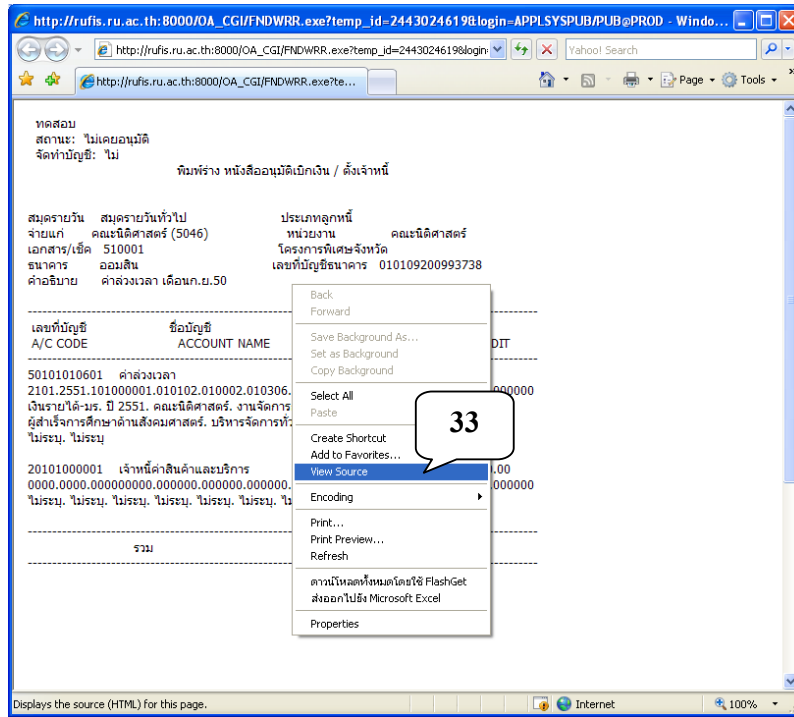 http://rufis.ru.ac.th:8000/OA_CGI/FNDWRR.exe?temp_id=2443024619&login=APPLSYSPUB/PUB@PROD - Windo...
http://rufis.ru.ac.th:8000/OA_CGI/FNDWRR.exe?temp_id=2443024619&login=
Yahoo! Search
http://rufis.ru.ac.th:8000/OA_CGI/FNDWRR.exe?te...
Page
Tools
ทดสอบ
สถานะ: ไม่เคยอนุมัติ
จัดทำบัญชี: ไม่
พิมพ์ร่าง หนังสืออนุมัติเบิกเงิน / ตั้งเจ้าหนี้
สมุดรายวัน สมุดรายวันทั่วไป ประเภทลูกหนี้
จ่ายแก่ คณะนิติศาสตร์ (5046) หน่วยงาน คณะนิติศาสตร์
เอกสาร/เช็ค 510001 โครงการพิเศษจังหวัด
ธนาคาร ออมสิน เลขที่บัญชีธนาคาร 010109200993738
คำอธิบาย ค่าล่วงเวลา เดือนก.ย.50
เลขที่บัญชี ชื่อบัญชี
A/C CODE ACCOUNT NAME DIT
50101010601 ค่าล่วงเวลา
2101.2551.101000001.010102.010002.010306. 000000
เงินรายได้-มร. ปี 2551. คณะนิติศาสตร์. งานจัดการ
ผู้สำเร็จการศึกษาด้านสังคมศาสตร์. บริหารจัดการทั่ว
ไม่ระบุ. ไม่ระบุ
20101000001 เจ้าหนี้ค่าสินค้าและบริการ .00
0000.0000.000000000.000000.000000.000000. 000000
ไม่ระบุ. ไม่ระบุ. ไม่ระบุ. ไม่ระบุ. ไม่ระบุ.
รวม
Back
Forward
Save Background As...
Set as Background
Copy Background
Select All
Paste
Create Shortcut
Add to Favorites...
View Source
Encoding
Print...
Print Preview...
Refresh
ดาวน์โหลดทั้งหมดโดยใช้ FlashGet
ส่งออกไปยัง Microsoft Excel
Properties
33
Displays the source (HTML) for this page.
Internet
100%